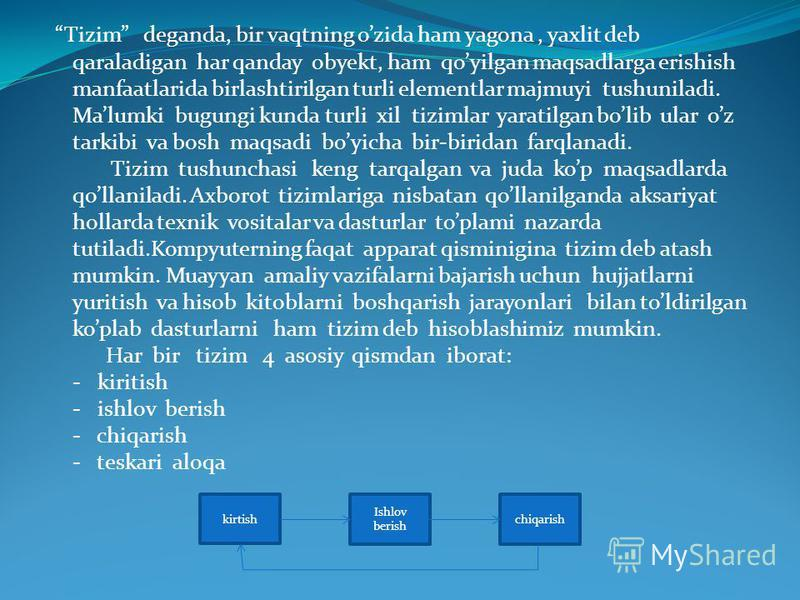 “Tizim” deganda, bir vaqtning o’zida ham yagona , yaxlit deb
qaraladigan har qanday obyekt, ham qo’yilgan maqsadlarga erishish
manfaatlarida birlashtirilgan turli elementlar majmuyi tushuniladi.
Ma’lumki bugungi kunda turli xil tizimlar yaratilgan bo’lib ular o’z
tarkibi va bosh maqsadi bo’yicha bir-biridan farqlanadi.
Tizim tushunchasi keng tarqalgan va juda ko’p maqsadlarda
qo’llaniladi. Axborot tizimlariga nisbatan qo’llanilganda aksariyat
hollarda texnik vositalar va dasturlar to’plami nazarda
tutiladi.Kompyuterning faqat apparat qisminigina tizim deb atash
mumkin. Muayyan amaliy vazifalarni bajarish uchun hujjatlarni
yuritish va hisob kitoblarni boshqarish jarayonlari bilan to’ldirilgan
ko’plab dasturlarni ham tizim deb hisoblashimiz mumkin.
Har bir tizim 4 asosiy qismdan iborat:
- kiritish
- ishlov berish
- chiqarish
- teskari aloqa
kirtish
Ishlov
berish
chiqarish
MyShared